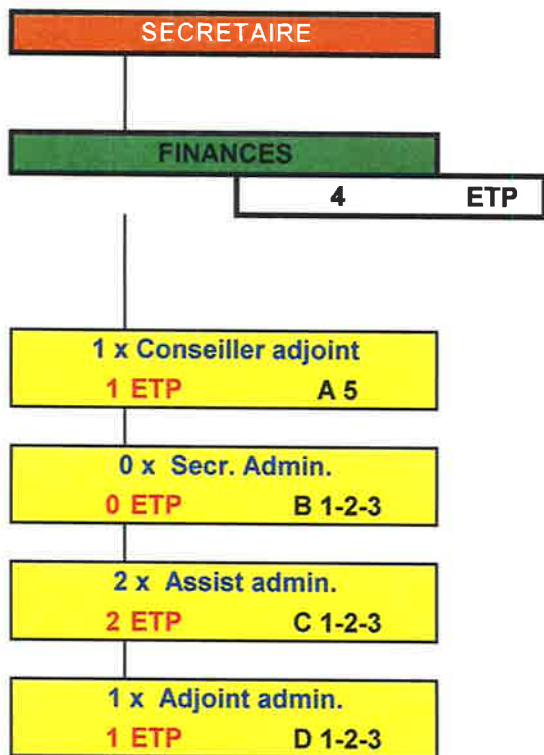 SECRETAIRE
FINANCES
4 ETP
1 x Conseiller adjoint
1 ETP A 5
0 x Secr. Admin.
0 ETP B 1-2-3
2 x Assist admin.
2 ETP C 1-2-3
1 x Adjoint admin.
1 ETP D 1-2-3